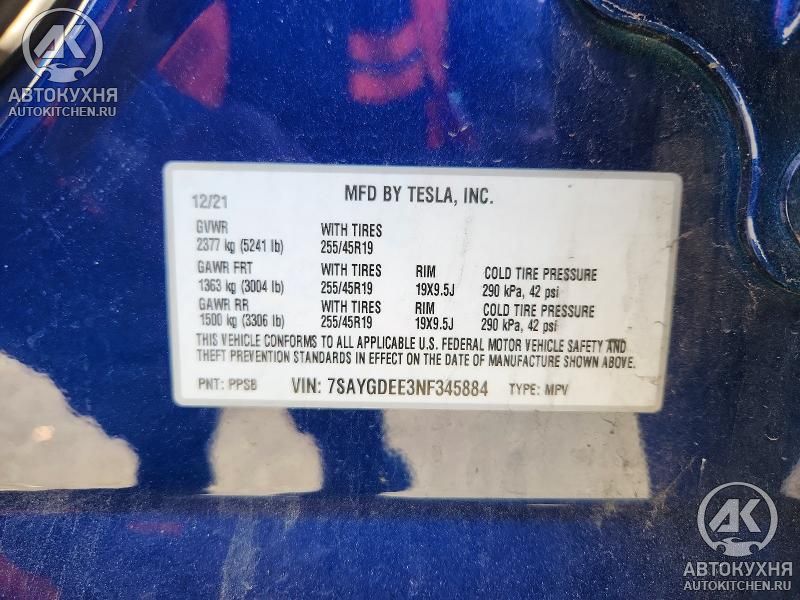 АК
АВТОКУХНЯ
AUTOKITCHEN.RU
12/21 MFD BY TESLA, INC.
GVWR WITH TIRES
2377 kg (5241 lb) 255/45R19
GAWR FRT WITH TIRES RIM COLD TIRE PRESSURE
1363 kg (3004 lb) 255/45R19 19X9.5J 290 kPa, 42 psi
GAWR RR WITH TIRES RIM COLD TIRE PRESSURE
1500 kg (3306 lb) 255/45R19 19X9.5J 290 kPa, 42 psi
THIS VEHICLE CONFORMS TO ALL APPLICABLE U.S. FEDERAL MOTOR VEHICLE SAFETY AND
THEFT PREVENTION STANDARDS IN EFFECT ON THE DATE OF MANUFACTURE SHOWN ABOVE.
PNT: PPSB VIN: 7SAYGDEE3NF345884 TYPE: MPV
АК
АВТОКУХНЯ
AUTOKITCHEN.RU